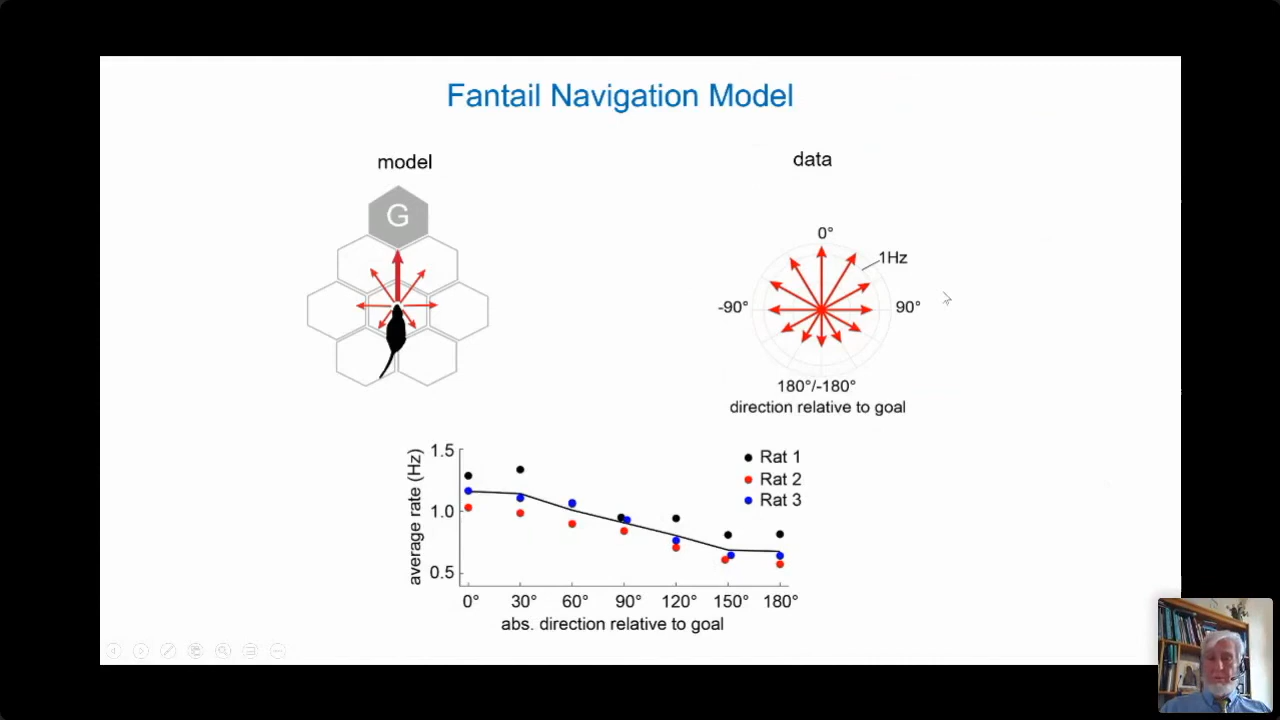 Fantail Navigation Model
model
data
G
0°
1Hz
-90°
90°
180°/-180°
direction relative to goal
1.5
1.0
0.5
average rate (Hz)
Rat 1
Rat 2
Rat 3
0° 30° 60° 90° 120° 150° 180°
abs. direction relative to goal